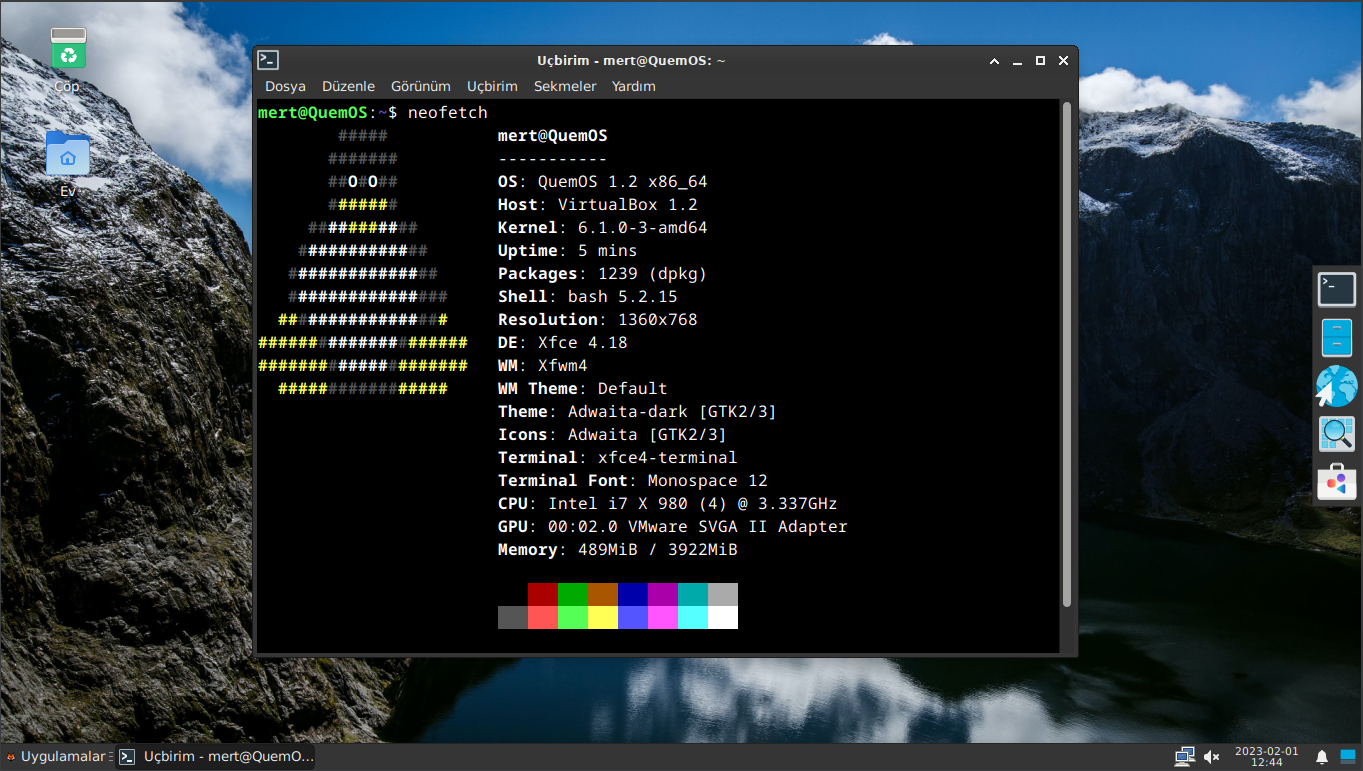 Çöp
Ev
Uçbirim - mert@QuemOS: ~
Dosya Düzenle Görünüm Uçbirim Sekmeler Yardım
mert@QuemOS:~$ neofetch
##### mert@QuemOS
####### -----------
##O#O## OS: QuemOS 1.2 x86_64
####### Host: VirtualBox 1.2
########### Kernel: 6.1.0-3-amd64
############# Uptime: 5 mins
############### Packages: 1239 (dpkg)
################ Shell: bash 5.2.15
################# Resolution: 1360x768
##################### DE: Xfce 4.18
##################### WM: Xfwm4
################# WM Theme: Default
Theme: Adwaita-dark [GTK2/3]
Icons: Adwaita [GTK2/3]
Terminal: xfce4-terminal
Terminal Font: Monospace 12
CPU: Intel i7 X 980 (4) @ 3.337GHz
GPU: 00:02.0 VMware SVGA II Adapter
Memory: 489MiB / 3922MiB
Uygulamalar
Uçbirim - mert@QuemO...
2023-02-01
12:44